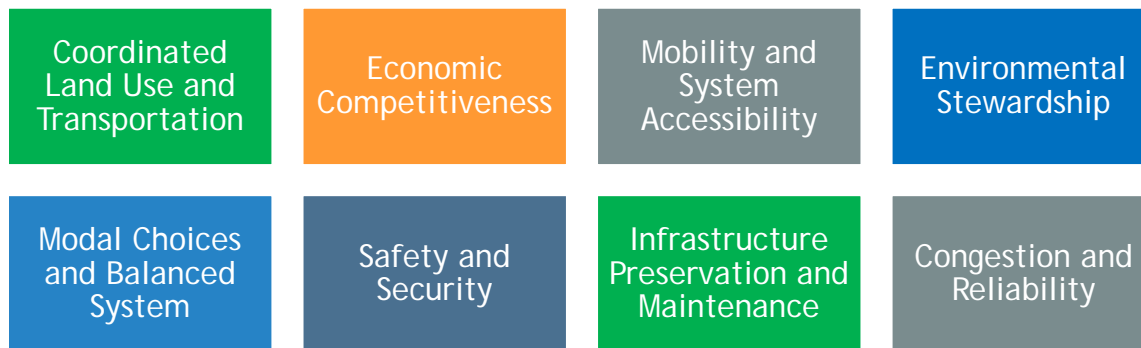 Coordinated
Land Use and
Transportation
Economic
Competitiveness
Mobility and
System
Accessibility
Environmental
Stewardship
Modal Choices
and Balanced
System
Safety and
Security
Infrastructure
Preservation and
Maintenance
Congestion and
Reliability